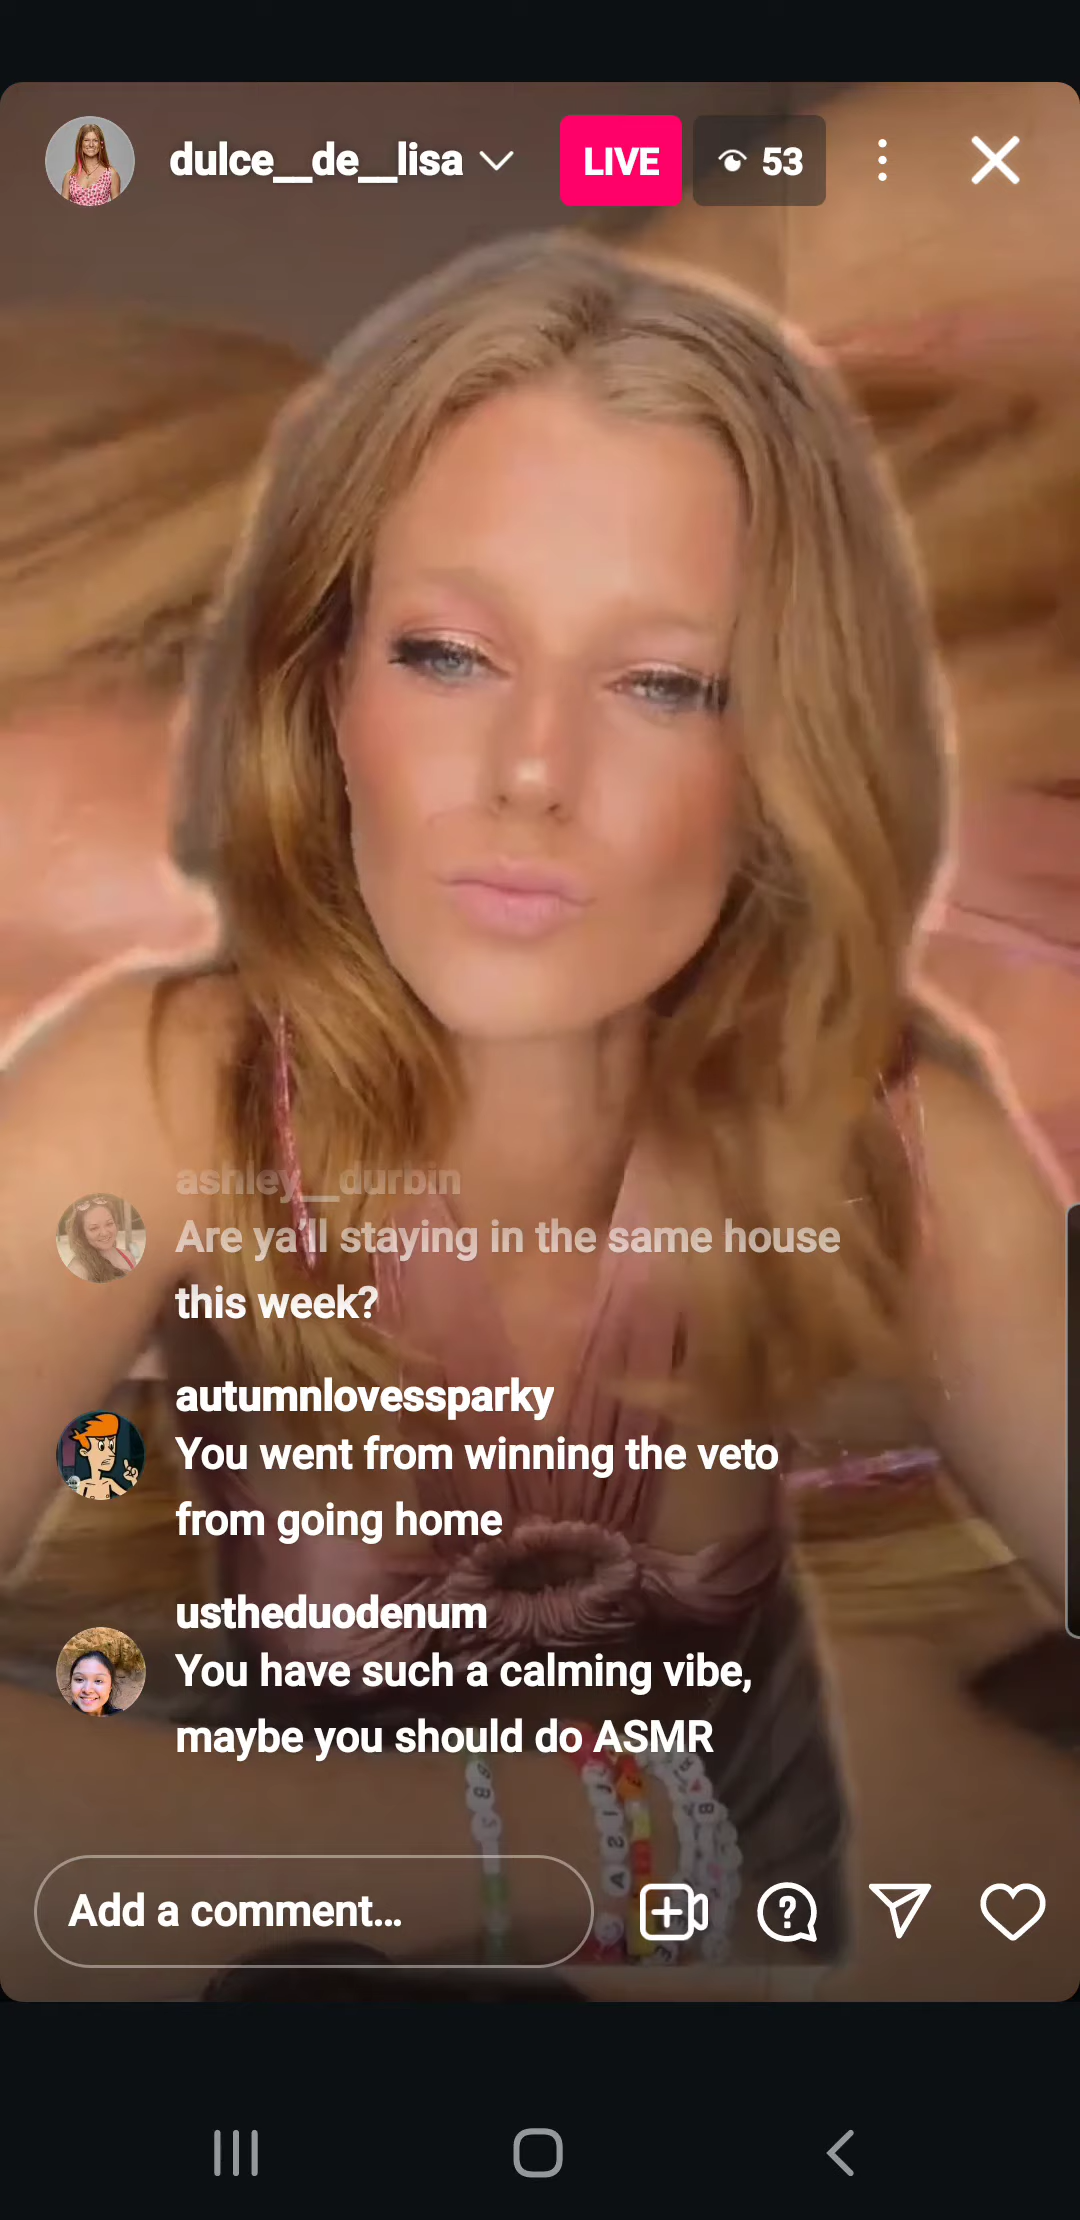 dulce__de__lisa LIVE 53
ashley__durbin
Are ya'll staying in the same house
this week?
autumnlovessparky
You went from winning the veto
from going home
ustheduodenum
You have such a calming vibe,
maybe you should do ASMR
Add a comment...